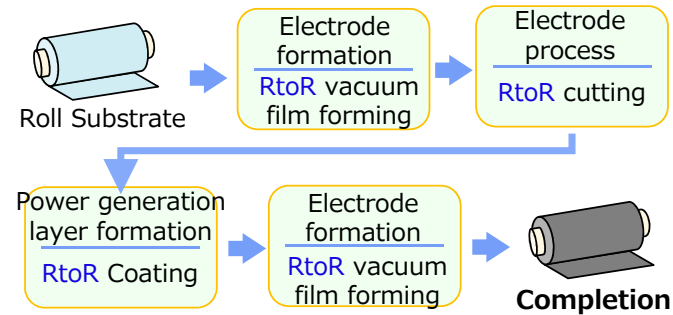 Roll Substrate
Electrode
formation
RtoR vacuum
film forming
Electrode
process
RtoR cutting
Power generation
layer formation
RtoR Coating
Electrode
formation
RtoR vacuum
film forming
Completion